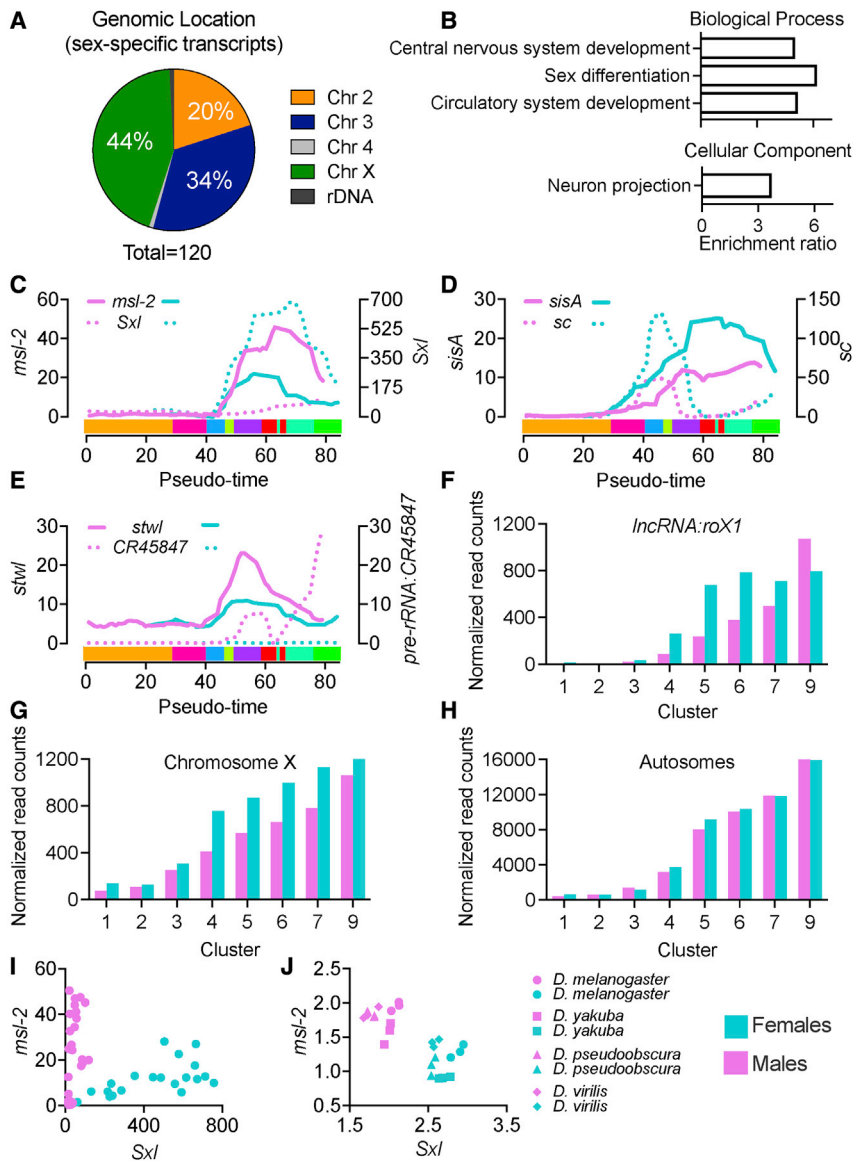 A
Genomic Location
(sex-specific transcripts)
20%
34%
44%
Chr 2
Chr 3
Chr 4
Chr X
rDNA
Total=120
B
Biological Process
Central nervous system development
Sex differentiation
Circulatory system development
3 6
Cellular Component
Neuron projection
0 3 6
Enrichment ratio
C
60
40
20
0
msl-2
msl-2
Sxl
700
525
350
175
0
Sxl
0 20 40 60 80
Pseudo-time
D
30
20
10
0
sisA
sisA
sc
150
100
50
0
sc
0 20 40 60 80
Pseudo-time
E
30
20
10
0
stwl
stwl
CR45847
30
20
10
0
pre-rRNA:CR45847
0 20 40 60 80
Pseudo-time
F
lncRNA:roX1
Normalized read counts
1200
800
400
0
1 2 3 4 5 6 7 9
Cluster
G
Chromosome X
Normalized read counts
1200
800
400
0
1 2 3 4 5 6 7 9
Cluster
H
Autosomes
Normalized read counts
16000
12000
8000
4000
0
1 2 3 4 5 6 7 9
Cluster
I
60
40
20
0
msl-2
0 400 800
Sxl
J
2.5
2.0
1.5
1.0
0.5
msl-2
1.5 2.5 3.5
Sxl
D. melanogaster
D. melanogaster
D. yakuba
D. yakuba
D. pseudoobscura
D. pseudoobscura
D. virilis
D. virilis
Females
Males